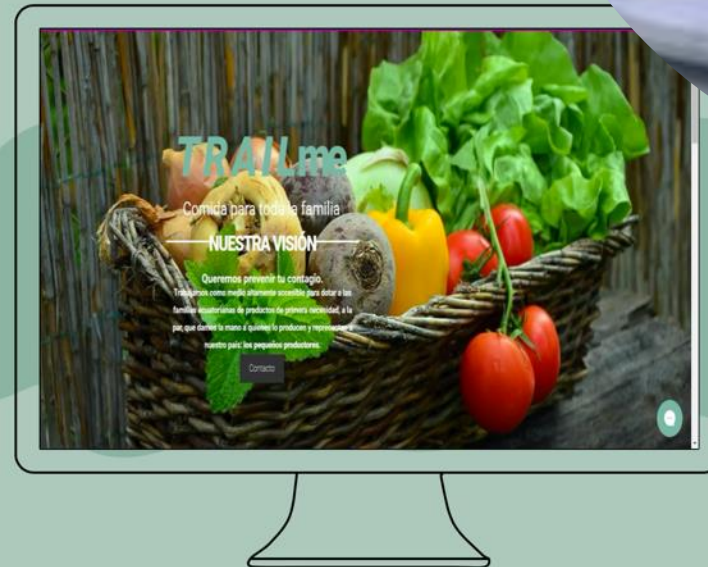 TRAILme
Comida para toda la familia
NUESTRA VISIÓN
Queremos prevenir tu contagio.
Trabajamos como medio altamente accesible para dotar a las
familias ecuatorianas de productos de primera necesidad, a la
par, que damos la mano a quienes lo producen y representan a
nuestro país: los pequeños productores.
Contacto